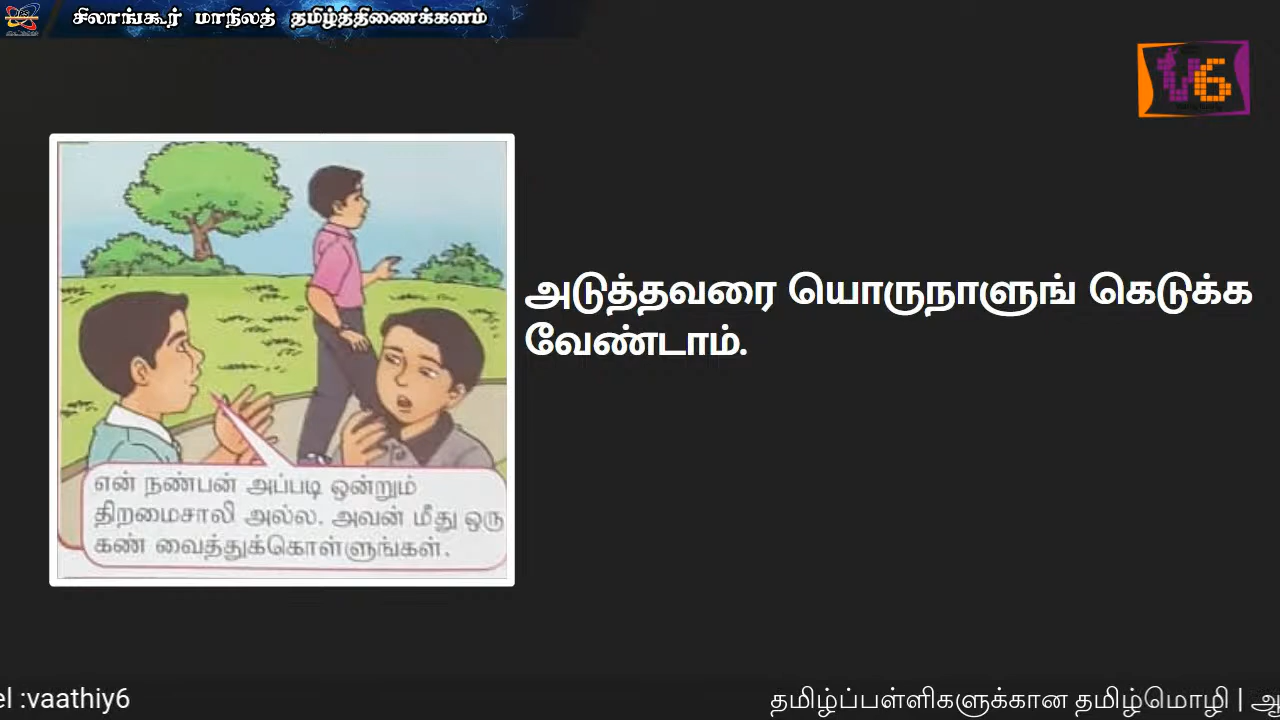 சிலாங்கூர் மாநிலத் தமிழ்த்திணைக்களம்
V6
அடுத்தவரை யொருநாளுங் கெடுக்க
வேண்டாம்.
என் நண்பன் அப்படி ஒன்றும்
திறமைசாலி அல்ல. அவன் மீது ஒரு
கண் வைத்துக்கொள்ளுங்கள்.
el :vaathiy6
தமிழ்ப்பள்ளிகளுக்கான தமிழ்மொழி | ஆ